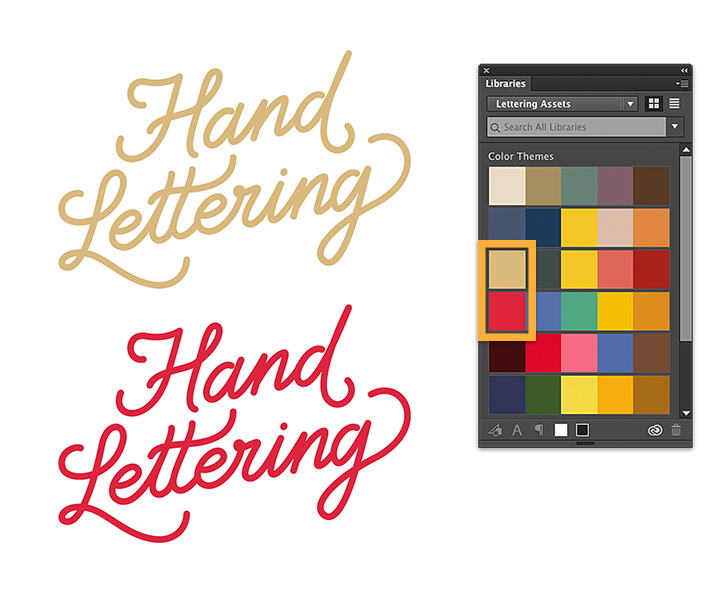 Hand
Lettering
Hand
Lettering
Libraries
Lettering Assets
Search All Libraries
Color Themes
A
¶